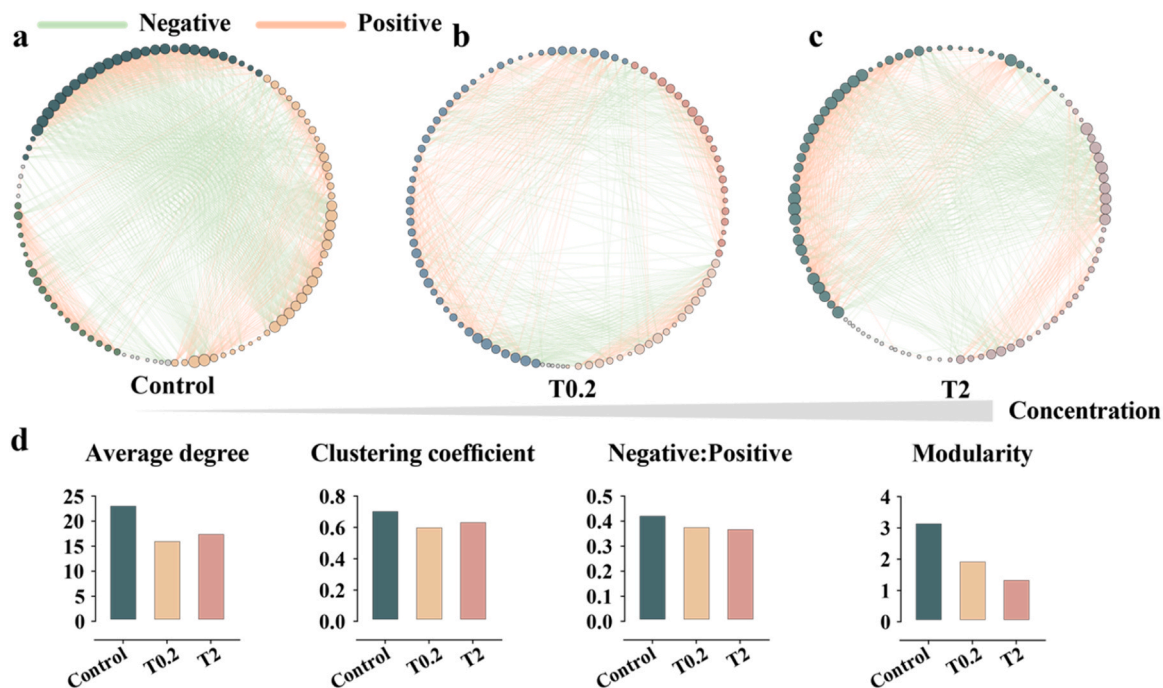 Negative Positive
a b c
Control T0.2 T2
Concentration
d
Average degree Clustering coefficient Negative:Positive Modularity
25 0.8 0.5 4
20 0.6 0.4 3
15 0.4 0.3 2
10 0.2 0.2 1
5 0.0 0.1 0
0 0.0
Control T0.2 T2 Control T0.2 T2 Control T0.2 T2 Control T0.2 T2